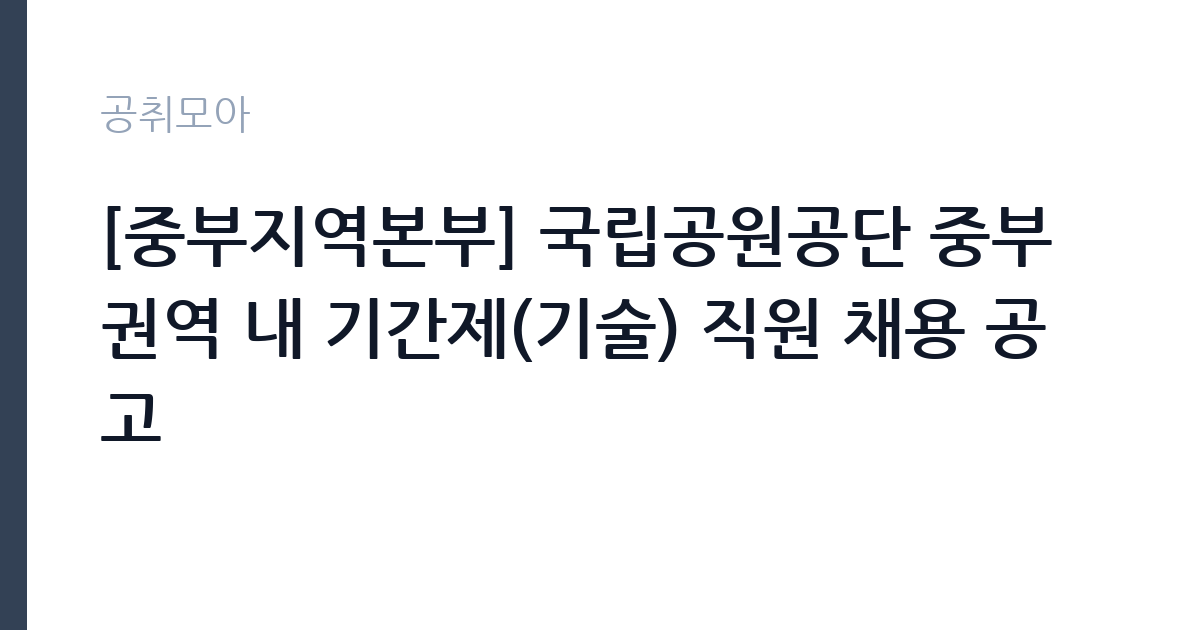 공취모아
[중부지역본부] 국립공원공단 중부
권역 내 기간제(기술) 직원 채용 공
고